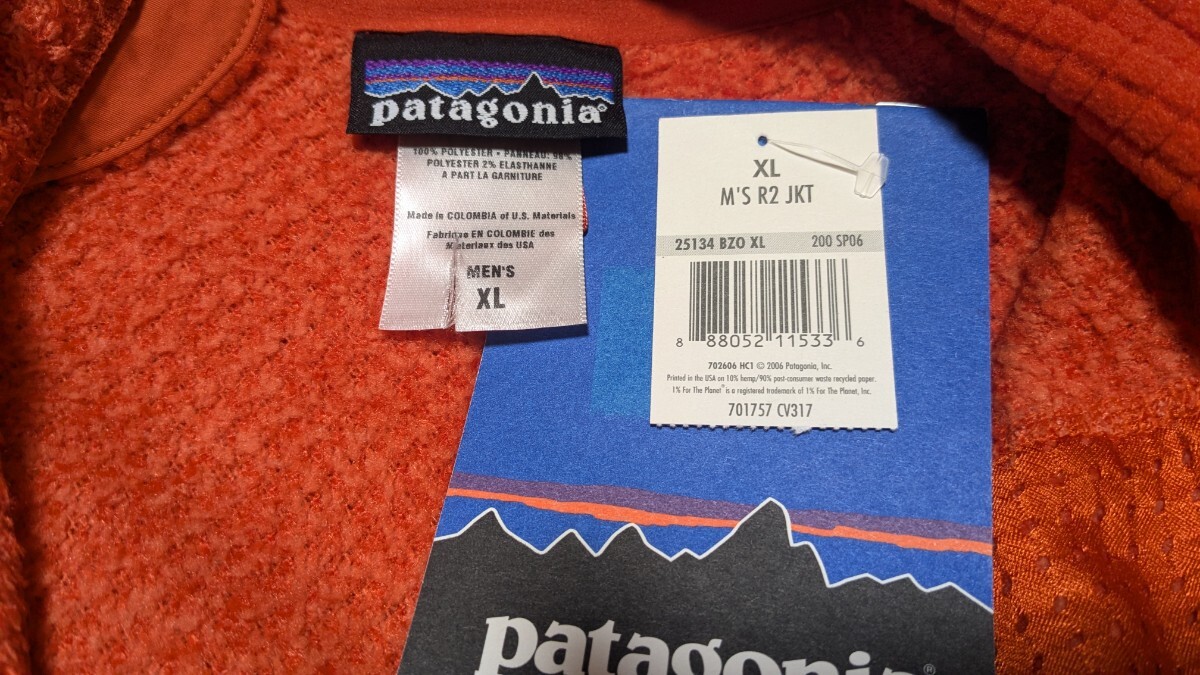 patagonia®
100% POLYESTER • PANNEAU: 98%
POLYESTER 2% ELASTHANNE
A PART LA GARNITURE
Made in COLOMBIA of U.S. Materials
Fabriqué EN COLOMBIE des
Materiaux des USA
MEN'S
XL
XL
M'S R2 JKT
25134 BZO XL 200 SP06
8 88052 11533 6
702606 HC1 © 2006 Patagonia, Inc.
Printed in the USA on 10% hemp/90% post-consumer waste recycled paper.
1% For The Planet® is a registered trademark of 1% For The Planet, Inc.
701757 CV317
patagonia®